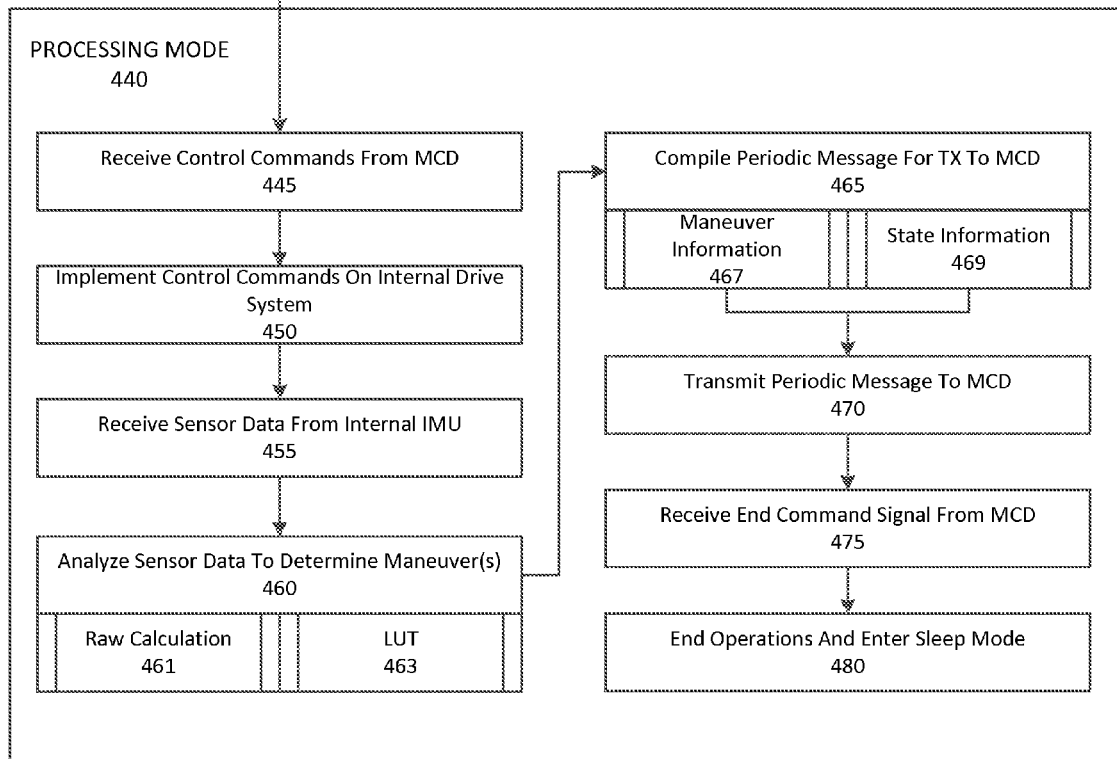 PROCESSING MODE
440
Receive Control Commands From MCD
445
Implement Control Commands On Internal Drive
System
450
Receive Sensor Data From Internal IMU
455
Analyze Sensor Data To Determine Maneuver(s)
460
Raw Calculation
461
LUT
463
Compile Periodic Message For TX To MCD
465
Maneuver
Information
467
State Information
469
Transmit Periodic Message To MCD
470
Receive End Command Signal From MCD
475
End Operations And Enter Sleep Mode
480